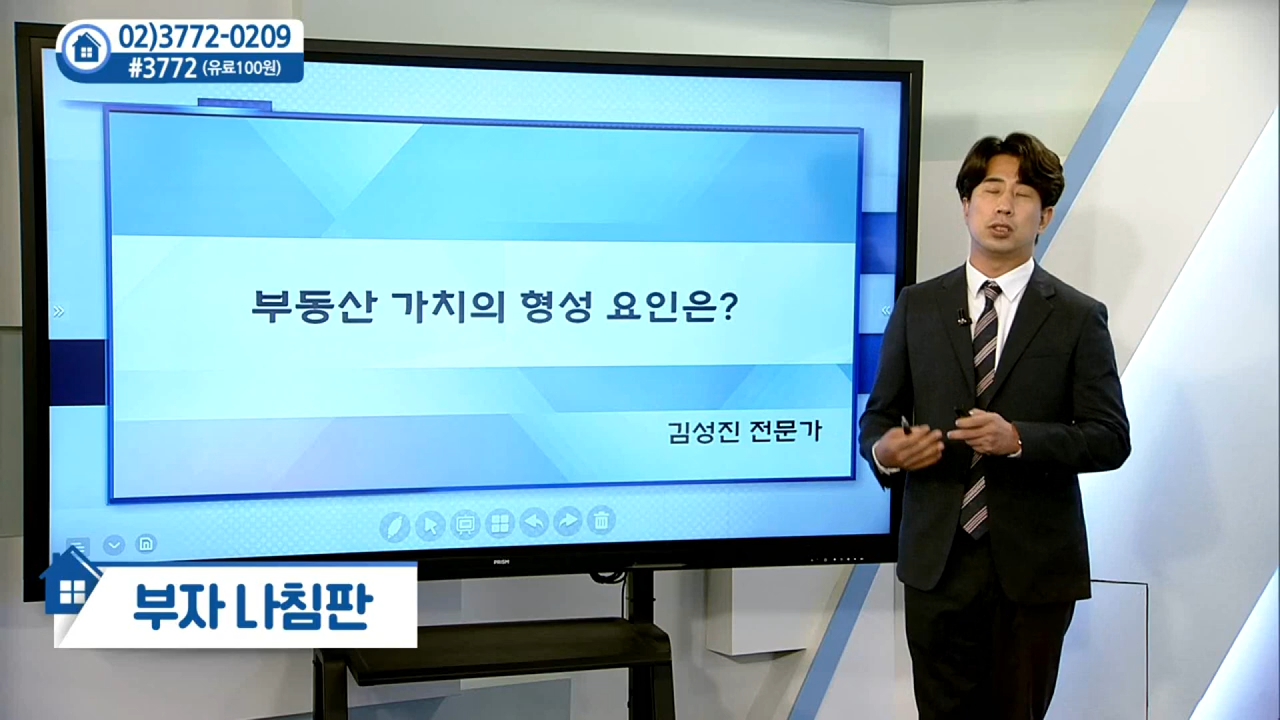 02)3772-0209
#3772 (유료100원)
부동산 가치의 형성 요인은?
김성진 전문가
PRISM
부자 나침판